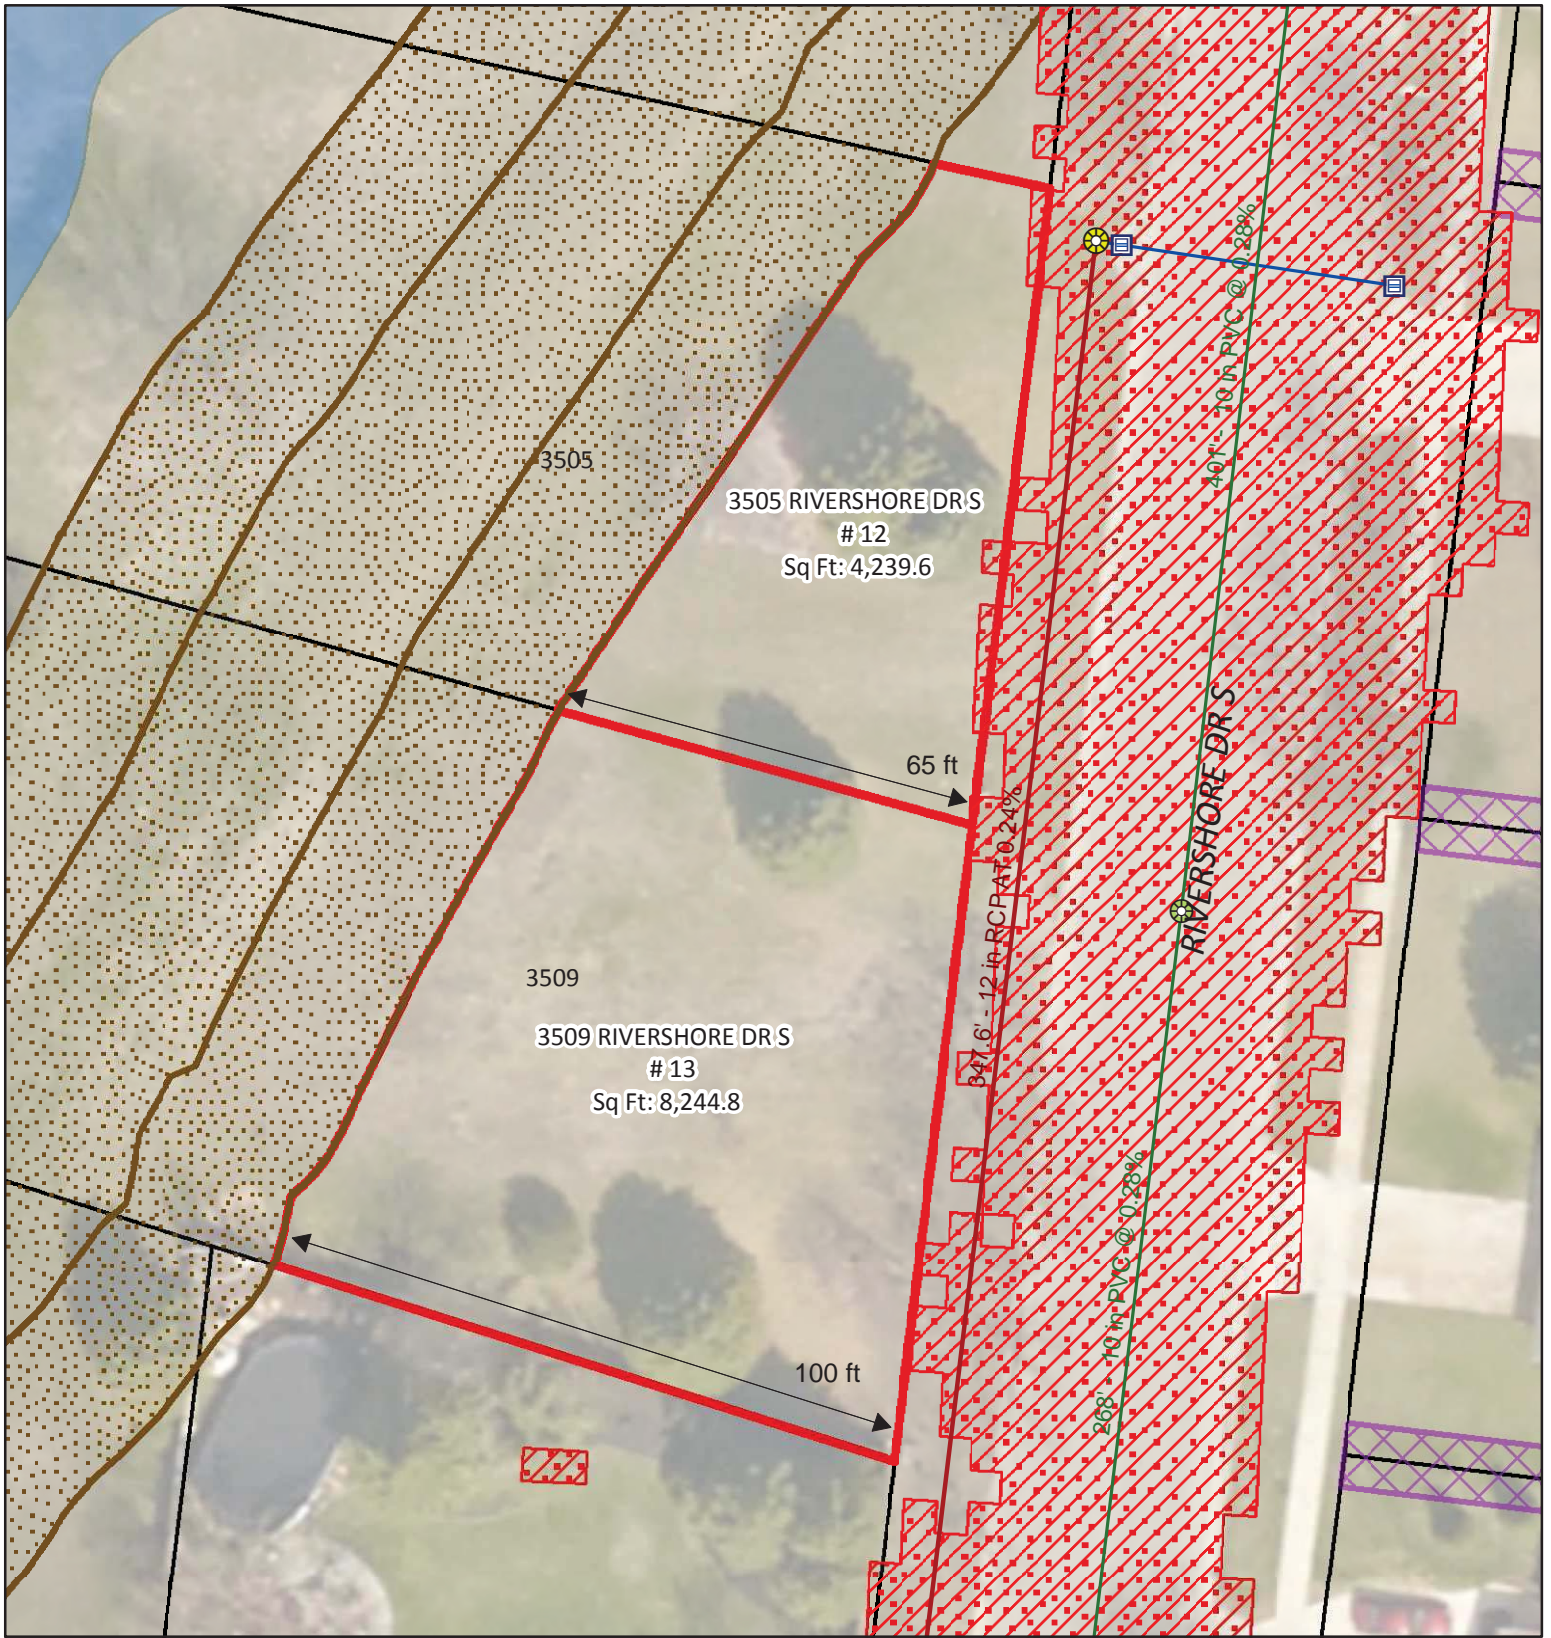 401' - 10 in PVC @ 0.28%
3505
3505 RIVERSHORE DR S
# 12
Sq Ft: 4,239.6
65 ft
RIVERSHORE DR S
347.6' - 12 in RCP AT 0.24%
3509
3509 RIVERSHORE DR S
# 13
Sq Ft: 8,244.8
268' - 10 in PVC @ 0.28%
100 ft